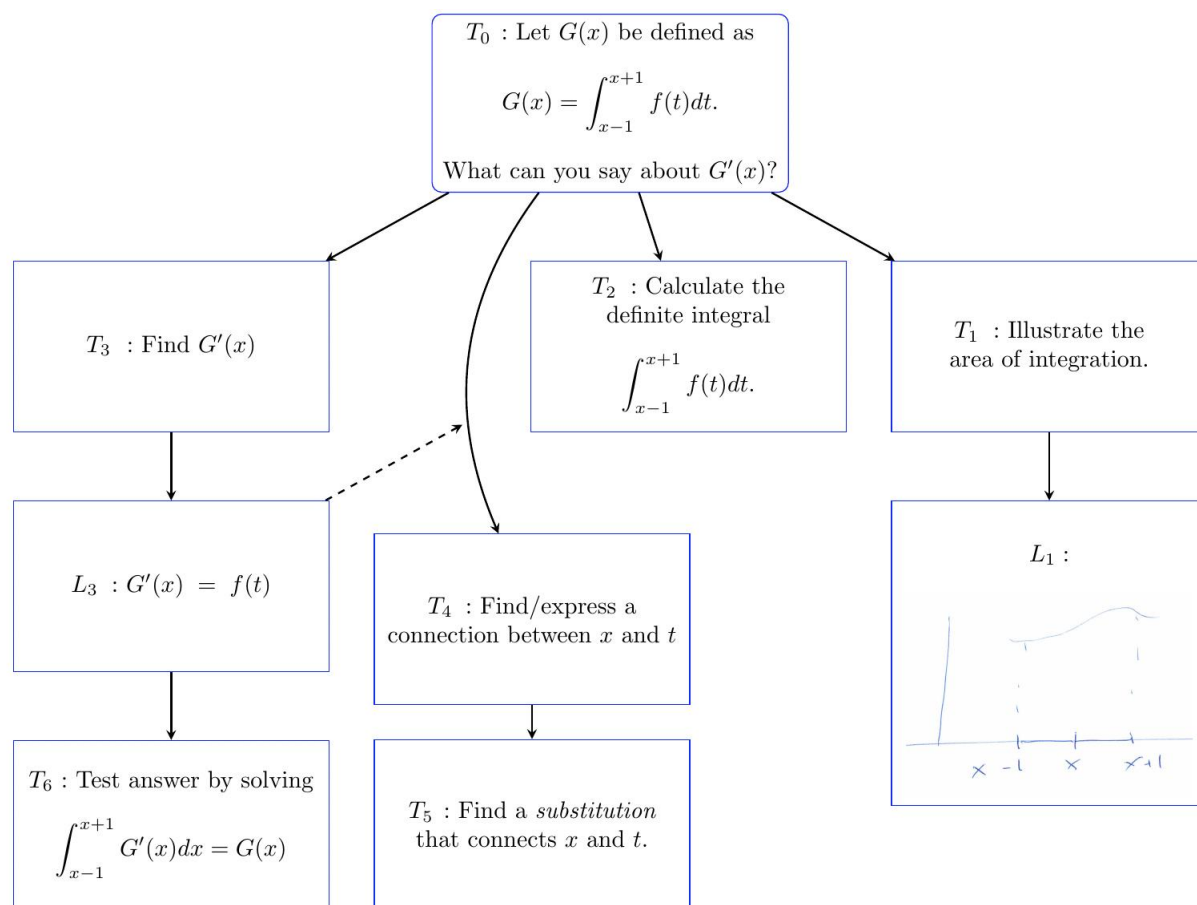 T₀ : Let G(x) be defined as
G(x) = ∫_{x−1}^{x+1} f(t)dt.
What can you say about G′(x)?
T₃ : Find G′(x)
T₂ : Calculate the
definite integral
∫_{x−1}^{x+1} f(t)dt.
T₁ : Illustrate the
area of integration.
L₃ : G′(x) = f(t)
T₄ : Find/express a
connection between x and t
L₁ :
x -1 x x+1
T₆ : Test answer by solving
∫_{x−1}^{x+1} G′(x)dx = G(x)
T₅ : Find a substitution
that connects x and t.